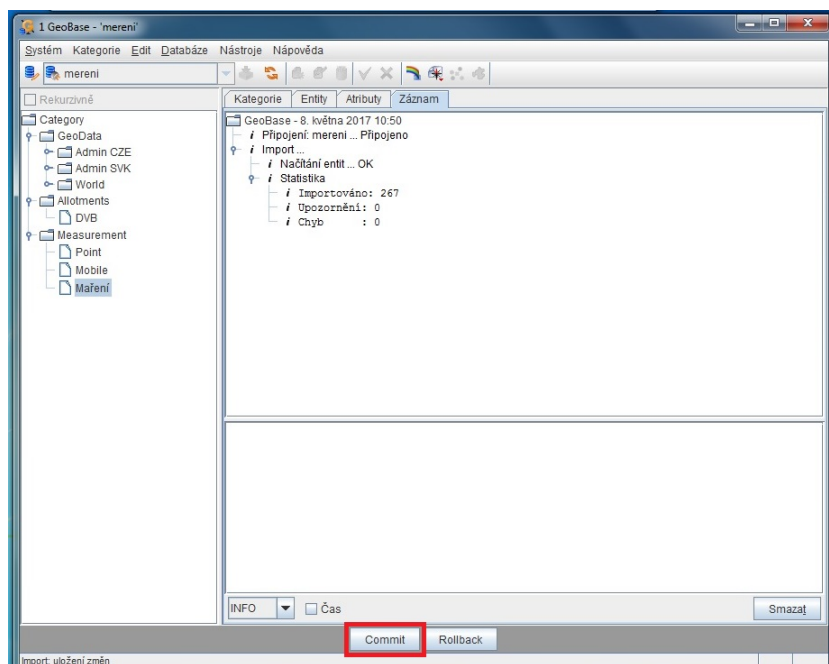 1 GeoBase - 'mereni'
Systém Kategorie Edit Databáze Nástroje Nápověda
mereni
Rekurzivně
Category
GeoData
Admin CZE
Admin SVK
World
Allotments
DVB
Measurement
Point
Mobile
Maření
Kategorie Entity Atributy Záznam
GeoBase - 8. května 2017 10:50
i Připojení: mereni ... Připojeno
i Import ...
i Načítání entit ... OK
i Statistika
i Importováno: 267
i Upozornění: 0
i Chyb : 0
INFO Čas Smazat
Commit Rollback
Import: uložení změn